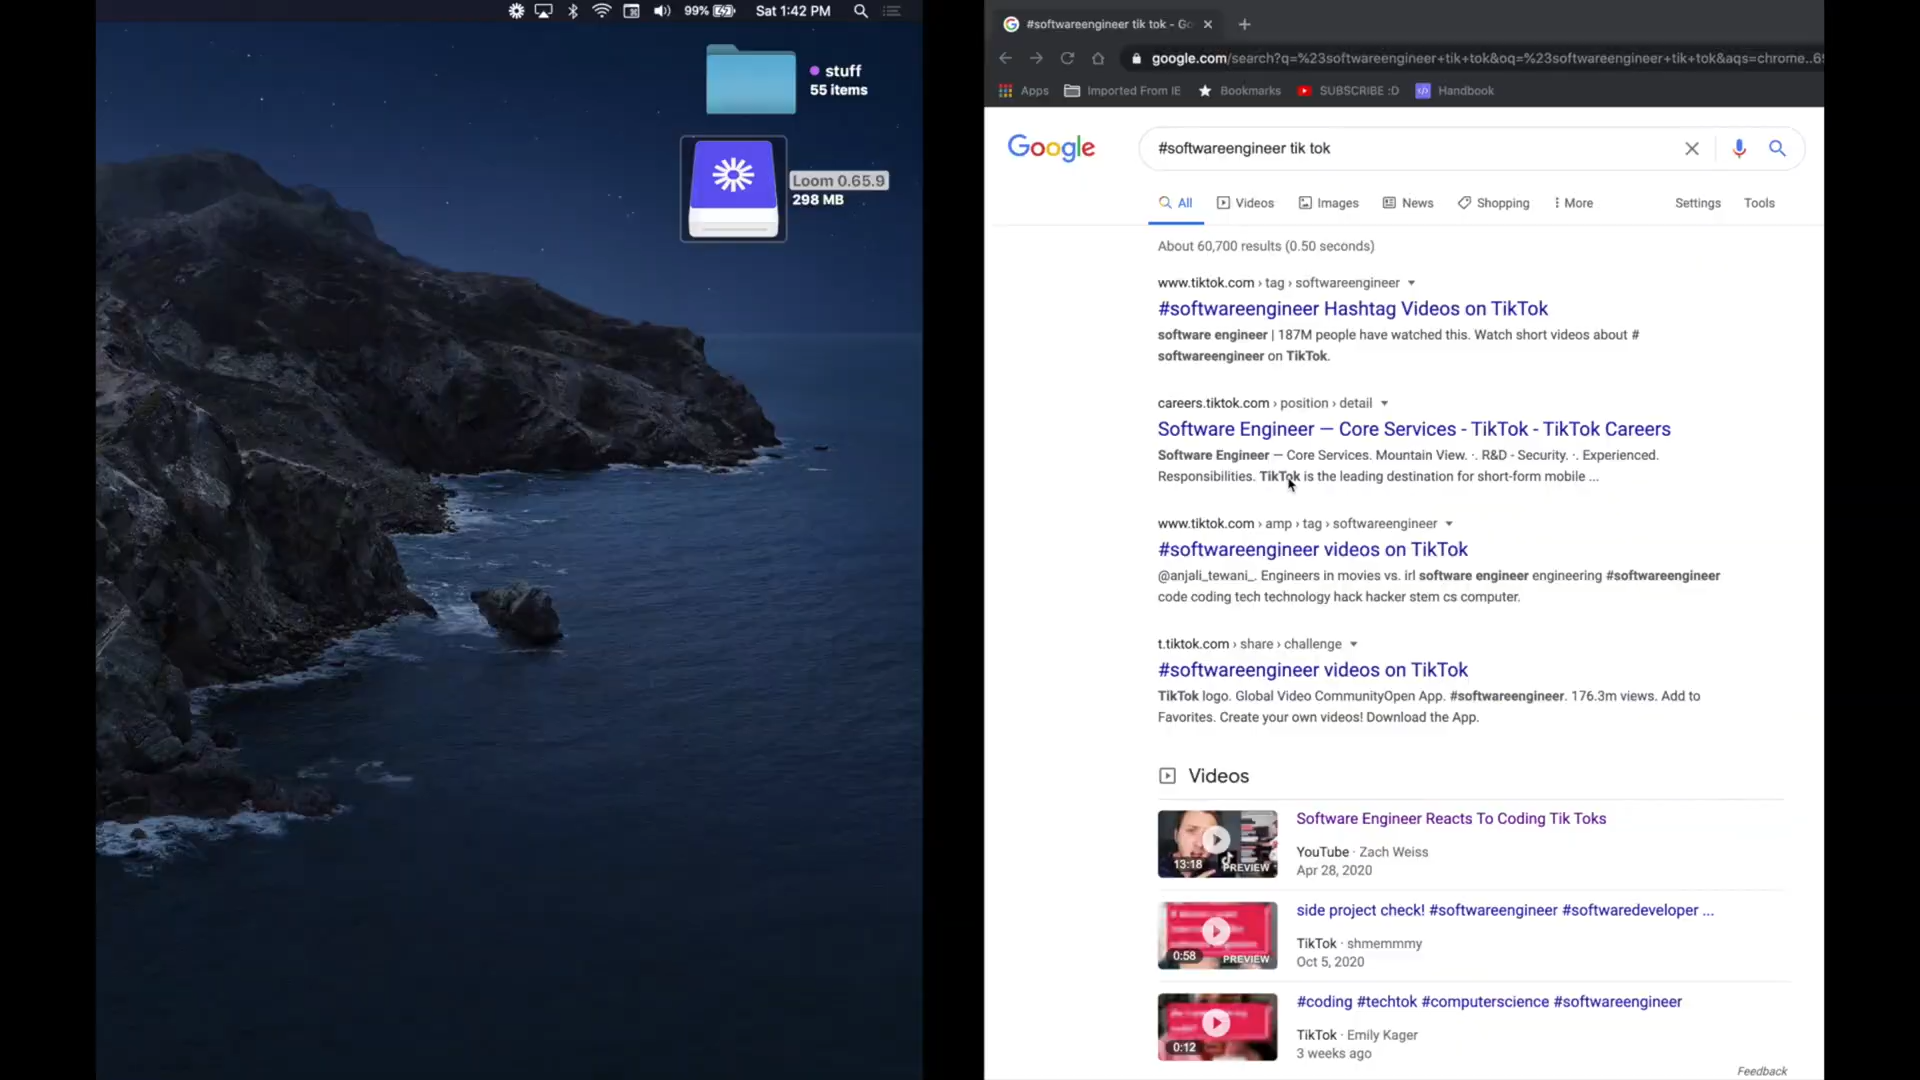 99%
Sat 1:42 PM
stuff
55 items
Loom 0.65.9
298 MB
#softwareengineer tik tok - Go
google.com/search?q=%23softwareengineer+tik+tok&oq=%23softwareengineer+tik+tok&aqs=chrome..69
Apps
Imported From IE
Bookmarks
SUBSCRIBE :D
Handbook
Google
#softwareengineer tik tok
All
Videos
Images
News
Shopping
More
Settings
Tools
About 60,700 results (0.50 seconds)
www.tiktok.com › tag › softwareengineer
#softwareengineer Hashtag Videos on TikTok
software engineer | 187M people have watched this. Watch short videos about #
softwareengineer on TikTok.
careers.tiktok.com › position › detail
Software Engineer — Core Services - TikTok - TikTok Careers
Software Engineer — Core Services. Mountain View. ·. R&D - Security. ·. Experienced.
Responsibilities. TikTok is the leading destination for short-form mobile ...
www.tiktok.com › amp › tag › softwareengineer
#softwareengineer videos on TikTok
@anjali_tewani_. Engineers in movies vs. irl software engineer engineering #softwareengineer
code coding tech technology hack hacker stem cs computer.
t.tiktok.com › share › challenge
#softwareengineer videos on TikTok
TikTok logo. Global Video CommunityOpen App. #softwareengineer. 176.3m views. Add to
Favorites. Create your own videos! Download the App.
Videos
13:18
PREVIEW
Software Engineer Reacts To Coding Tik Toks
YouTube · Zach Weiss
Apr 28, 2020
0:58
PREVIEW
side project check! #softwareengineer #softwaredeveloper ...
TikTok · shmemmmy
Oct 5, 2020
0:12
#coding #techtok #computerscience #softwareengineer
TikTok · Emily Kager
3 weeks ago
Feedback